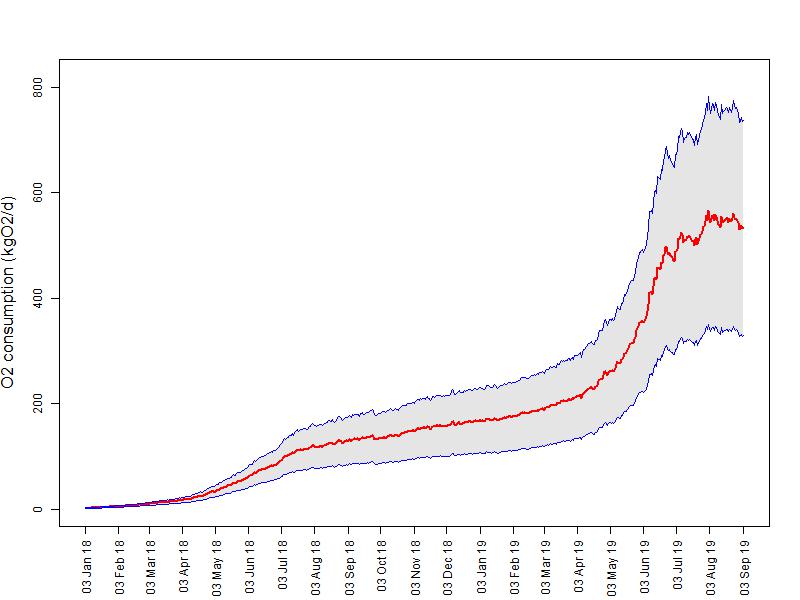 O2 consumption (kgO2/d)
800
600
400
200
0
03 Jan 18
03 Feb 18
03 Mar 18
03 Apr 18
03 May 18
03 Jun 18
03 Jul 18
03 Aug 18
03 Sep 18
03 Oct 18
03 Nov 18
03 Dec 18
03 Jan 19
03 Feb 19
03 Mar 19
03 Apr 19
03 May 19
03 Jun 19
03 Jul 19
03 Aug 19
03 Sep 19